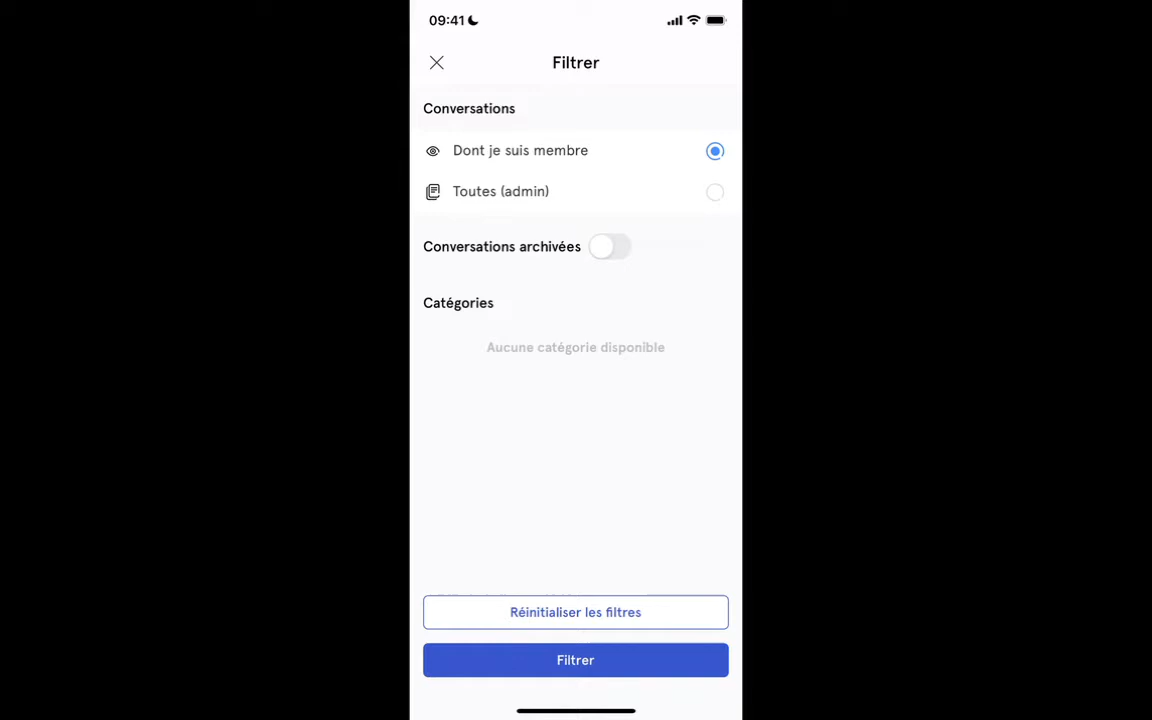 09:41
Filtrer
Conversations
Dont je suis membre
Toutes (admin)
Conversations archivées
Catégories
Aucune catégorie disponible
Réinitialiser les filtres
Filtrer